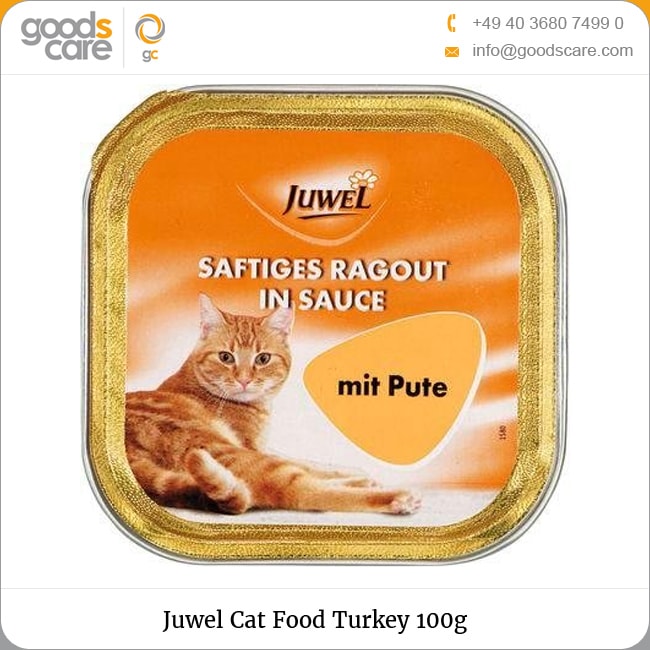 goods
care
gc
+49 40 3680 7499 0
info@goodscare.com
JUWEL
SAFTIGES RAGOUT
IN SAUCE
mit Pute
1580
Juwel Cat Food Turkey 100g